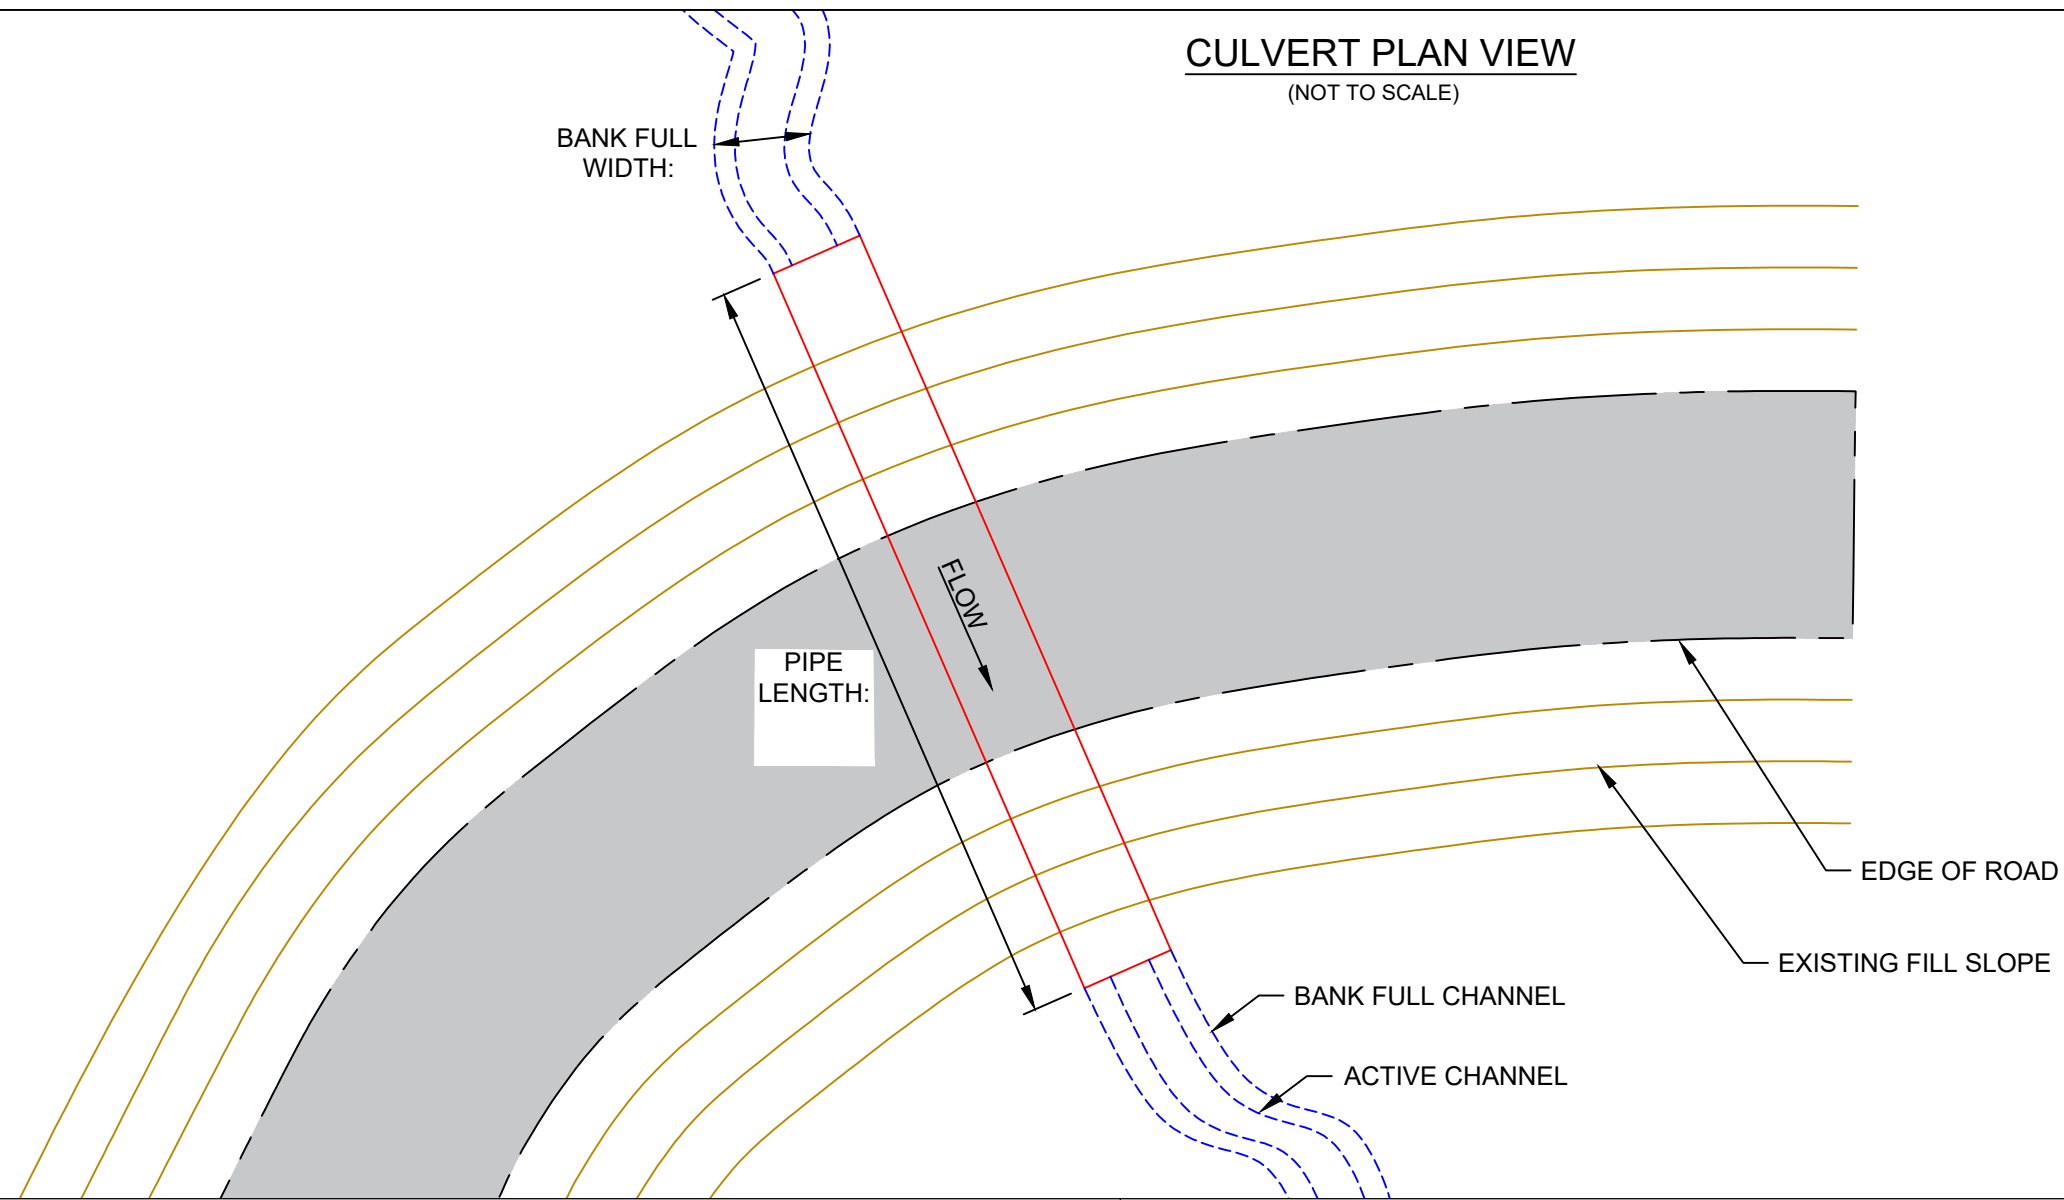 CULVERT PLAN VIEW
(NOT TO SCALE)
BANK FULL
WIDTH:
FLOW
PIPE
LENGTH:
EDGE OF ROAD
EXISTING FILL SLOPE
BANK FULL CHANNEL
ACTIVE CHANNEL